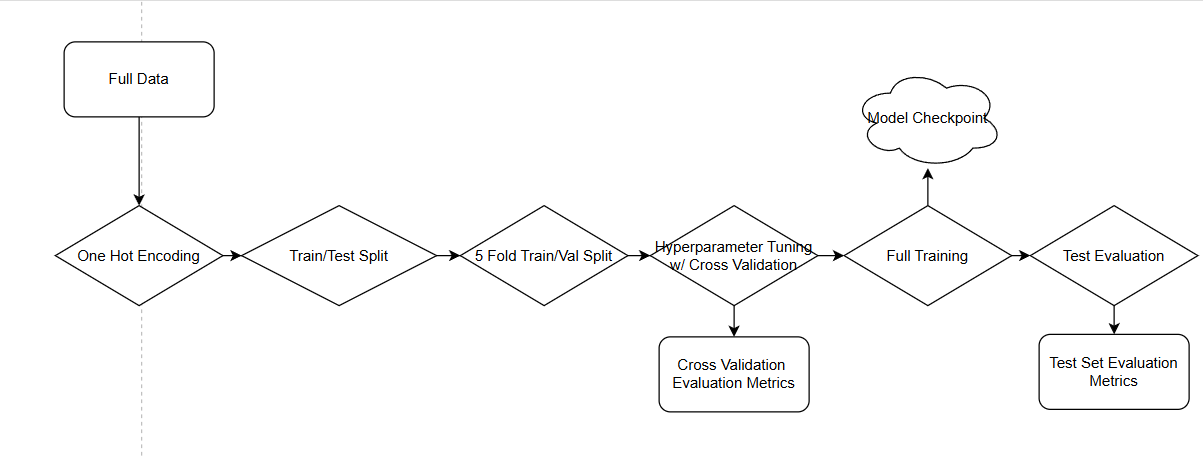 Full Data
Model Checkpoint
One Hot Encoding
Train/Test Split
5 Fold Train/Val Split
Hyperparameter Tuning
w/ Cross Validation
Full Training
Test Evaluation
Cross Validation
Evaluation Metrics
Test Set Evaluation
Metrics